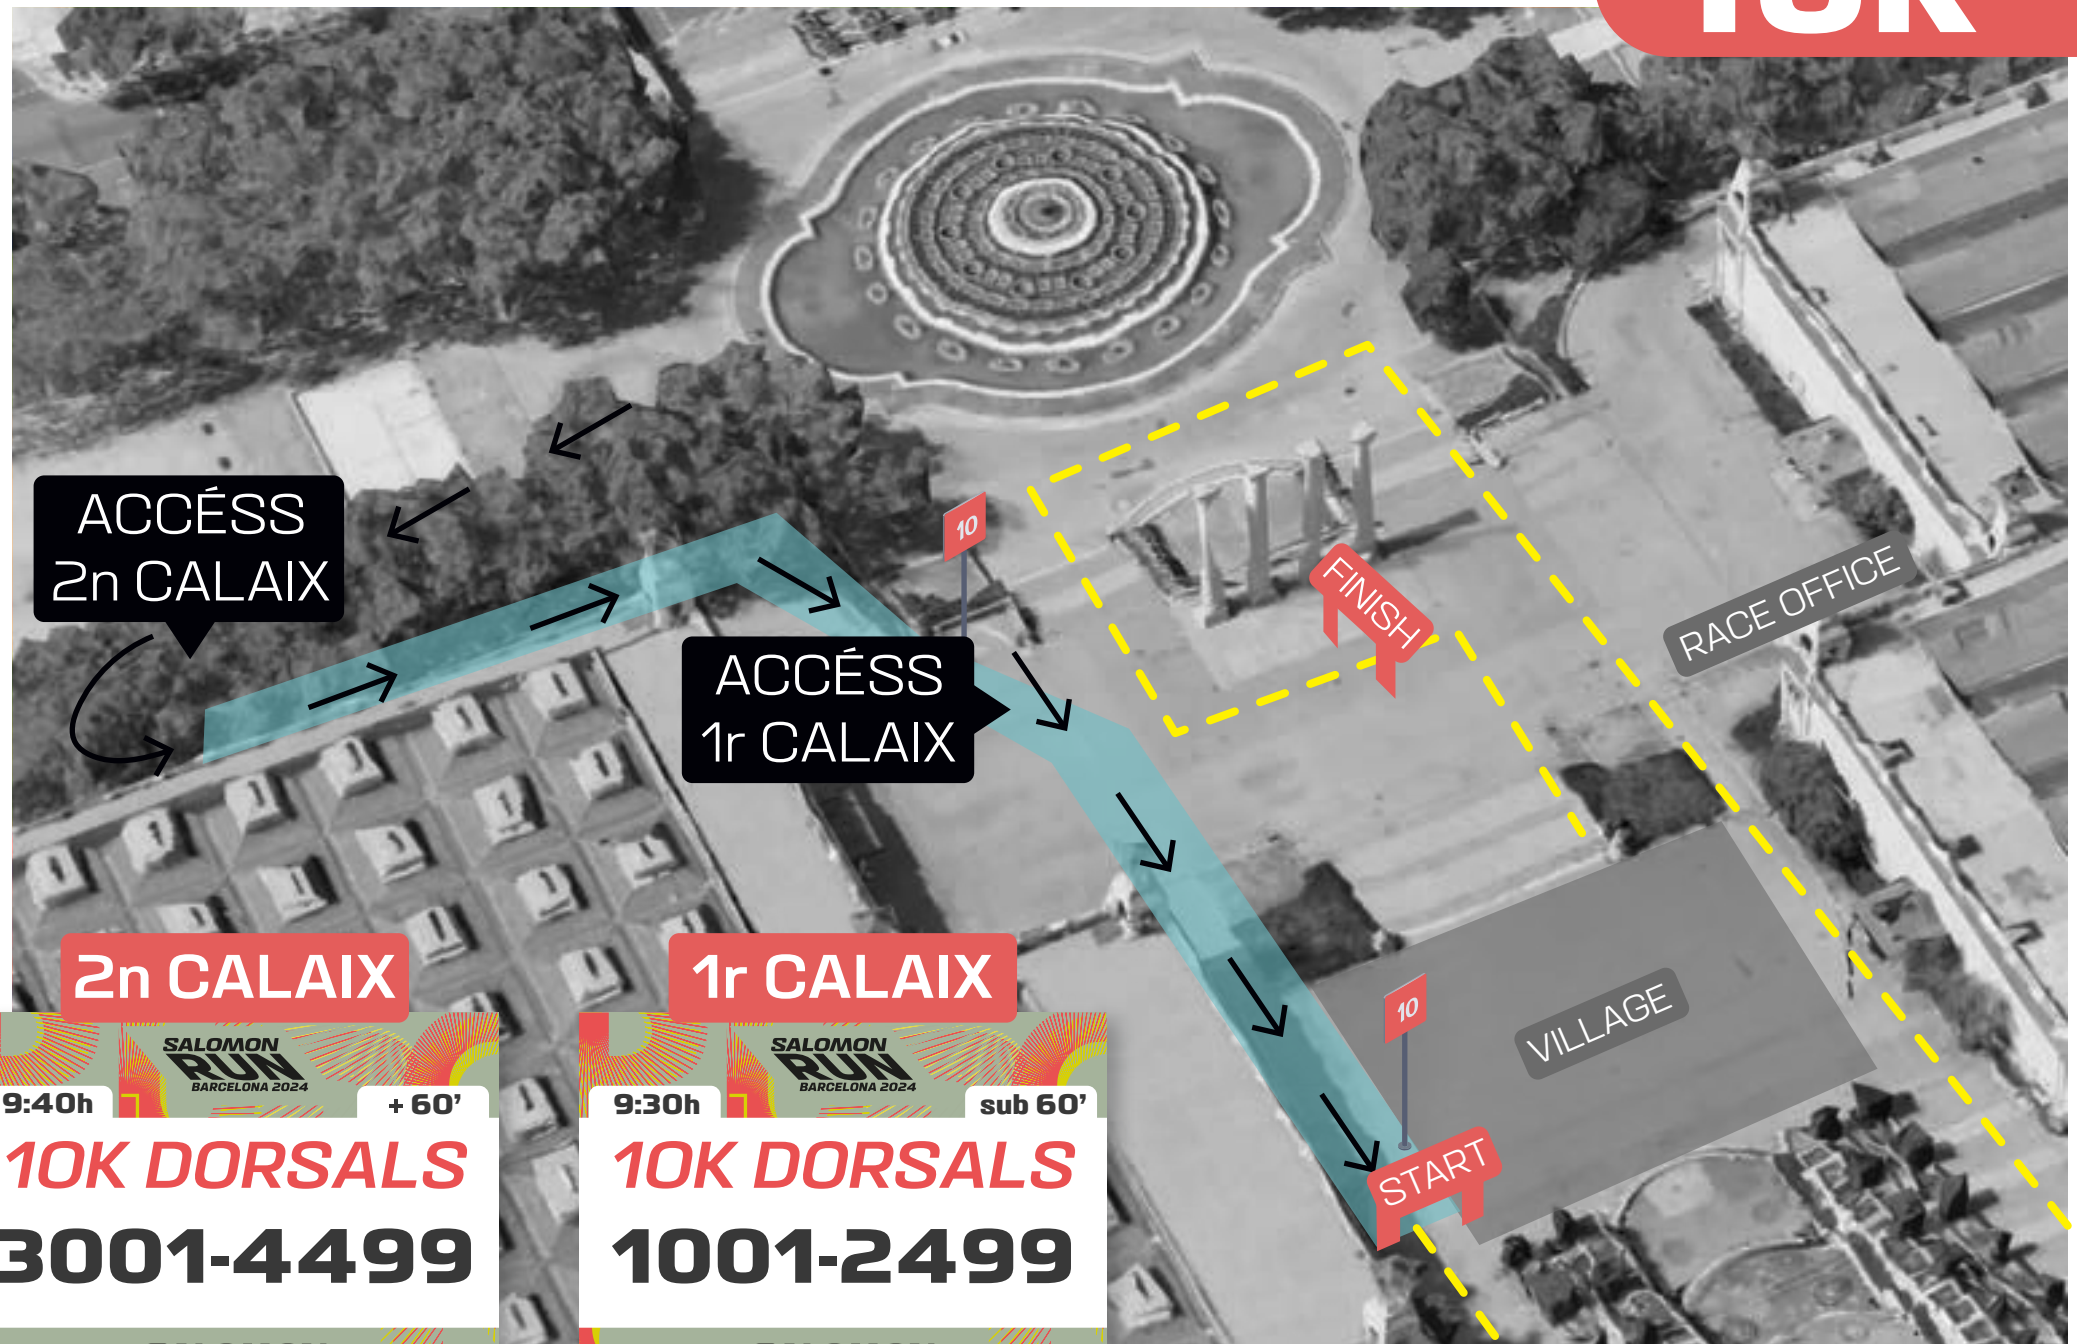 10K
ACCÉSS
2n CALAIX
10
FINISH
RACE OFFICE
ACCÉSS
1r CALAIX
2n CALAIX
SALOMON
RUN
BARCELONA 2024
9:40h
+ 60’
10K DORSALS
3001-4499
1r CALAIX
SALOMON
RUN
BARCELONA 2024
9:30h
sub 60’
10K DORSALS
1001-2499
VILLAGE
10
START